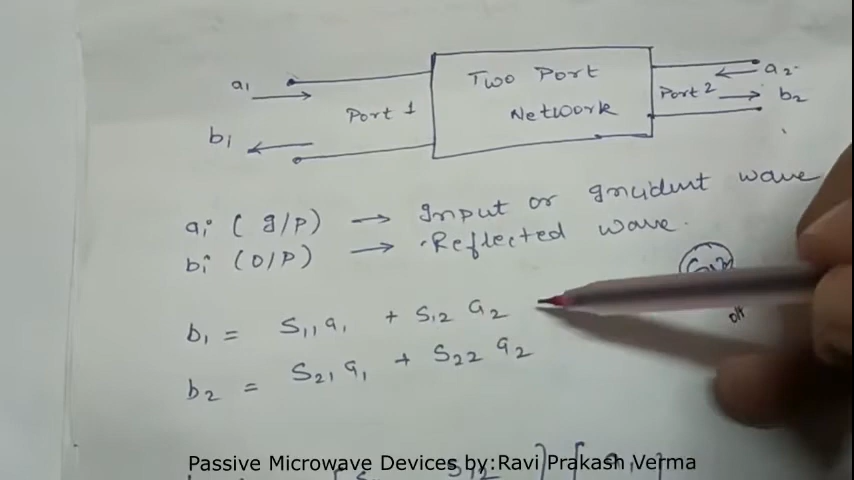 a1
b1
Port 1
Two Port
Network
Port 2
a2
b2
ai ( I/P) → Input or Incident wave
bi (O/P) → Reflected wave.
b1 = S11 a1 + S12 a2
b2 = S21 a1 + S22 a2
Passive Microwave Devices by:Ravi Prakash Verma